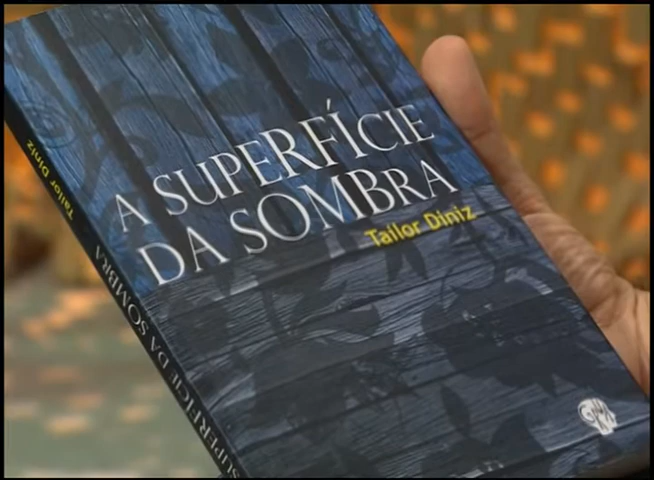 A SUPERFÍCIE
DA SOMBRA
Tailor Diniz
Tailor Diniz
A SUPERFÍCIE DA SOMBRA